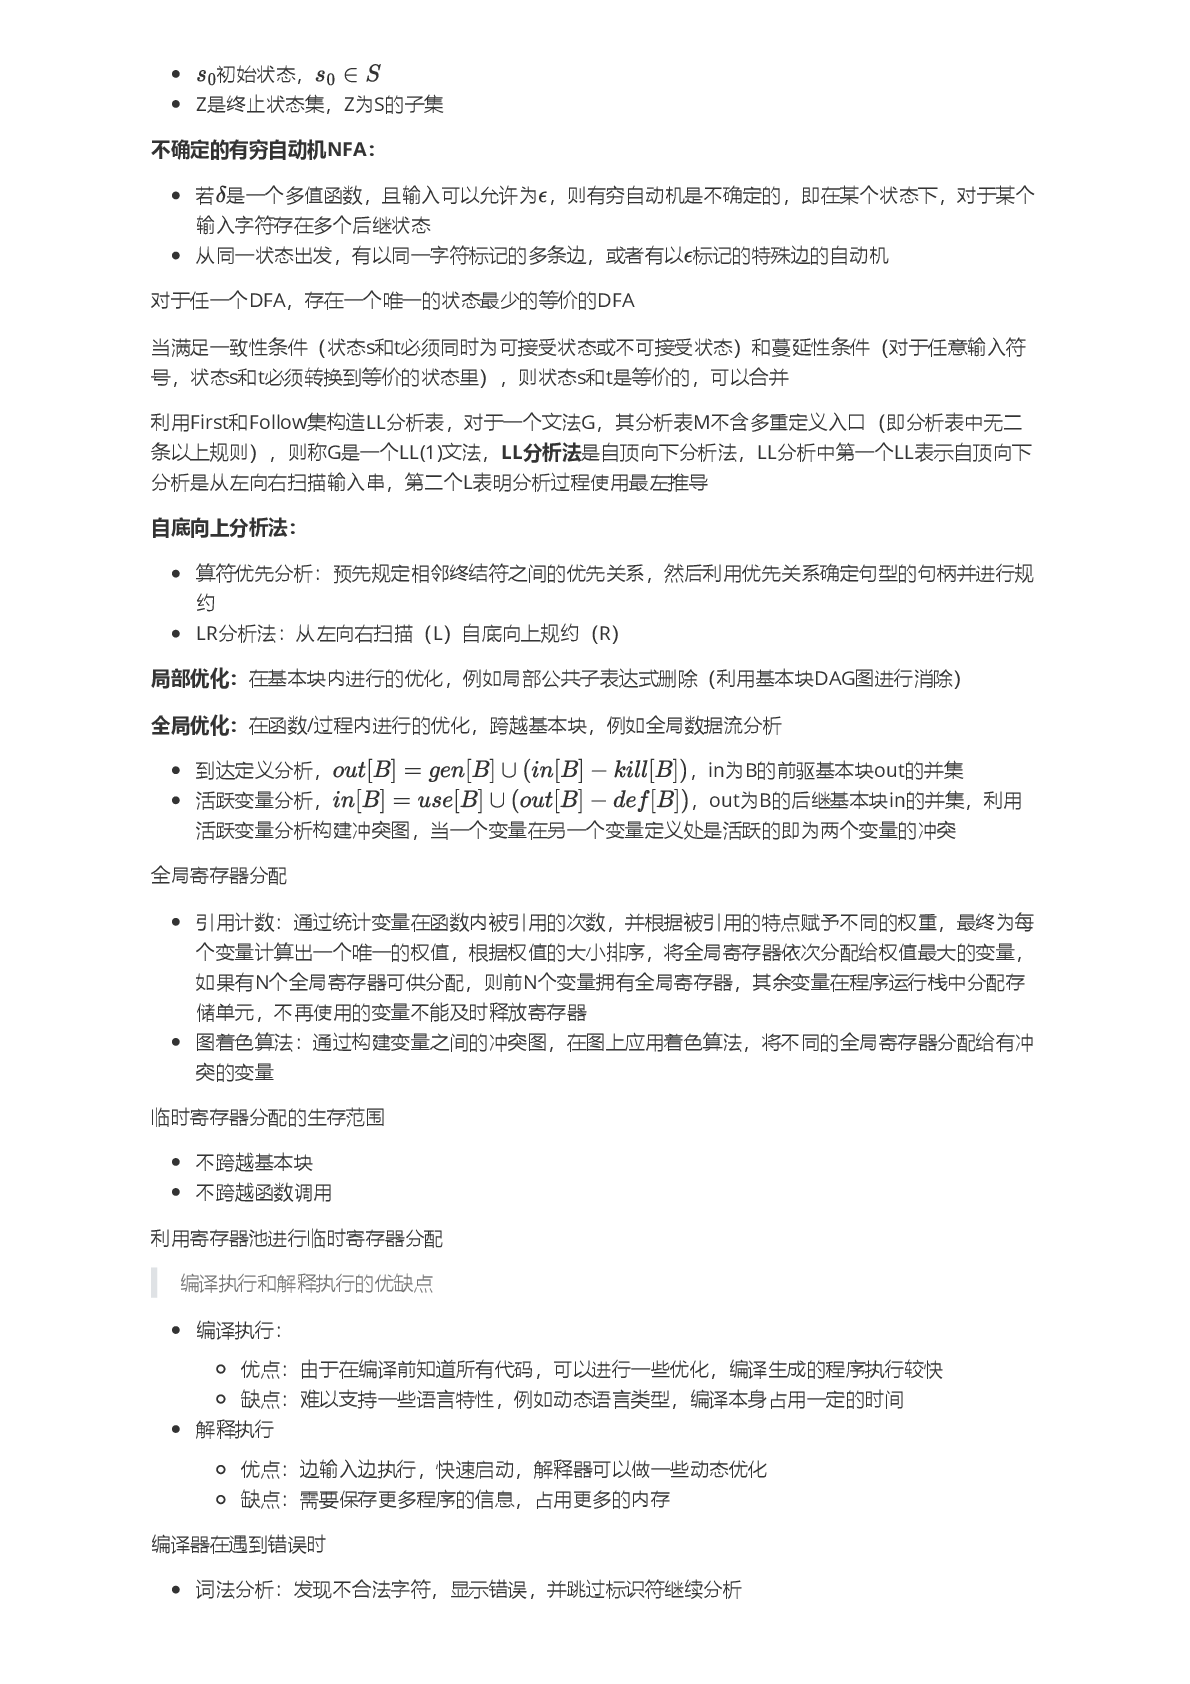 • s₀初始状态，s₀ ∈ S
• Z是终止状态集，Z为S的子集
不确定的有穷自动机NFA：
• 若δ是一个多值函数，且输入可以允许为ϵ，则有穷自动机是不确定的，即在某个状态下，对于某个
输入字符存在多个后继状态
• 从同一状态出发，有以同一字符标记的多条边，或者有以ϵ标记的特殊边的自动机
对于任一个DFA，存在一个唯一的状态最少的等价的DFA
当满足一致性条件（状态s和t必须同时为可接受状态或不可接受状态）和蔓延性条件（对于任意输入符
号，状态s和t必须转换到等价的状态里），则状态s和t是等价的，可以合并
利用First和Follow集构造LL分析表，对于一个文法G，其分析表M不含多重定义入口（即分析表中无二
条以上规则），则称G是一个LL(1)文法，LL分析法是自顶向下分析法，LL分析中第一个LL表示自顶向下
分析是从左向右扫描输入串，第二个L表明分析过程使用最左推导
自底向上分析法：
• 算符优先分析：预先规定相邻终结符之间的优先关系，然后利用优先关系确定句型的句柄并进行规
约
• LR分析法：从左向右扫描（L）自底向上规约（R）
局部优化：在基本块内进行的优化，例如局部公共子表达式删除（利用基本块DAG图进行消除）
全局优化：在函数/过程内进行的优化，跨越基本块，例如全局数据流分析
• 到达定义分析，out[B] = gen[B] ∪ (in[B] − kill[B])，in为B的前驱基本块out的并集
• 活跃变量分析，in[B] = use[B] ∪ (out[B] − def[B])，out为B的后继基本块in的并集，利用
活跃变量分析构建冲突图，当一个变量在另一个变量定义处是活跃的即为两个变量的冲突
全局寄存器分配
• 引用计数：通过统计变量在函数内被引用的次数，并根据被引用的特点赋予不同的权重，最终为每
个变量计算出一个唯一的权值，根据权值的大小排序，将全局寄存器依次分配给权值最大的变量，
如果有N个全局寄存器可供分配，则前N个变量拥有全局寄存器，其余变量在程序运行栈中分配存
储单元，不再使用的变量不能及时释放寄存器
• 图着色算法：通过构建变量之间的冲突图，在图上应用着色算法，将不同的全局寄存器分配给有冲
突的变量
临时寄存器分配的生存范围
• 不跨越基本块
• 不跨越函数调用
利用寄存器池进行临时寄存器分配
编译执行和解释执行的优缺点
• 编译执行：
◦ 优点：由于在编译前知道所有代码，可以进行一些优化，编译生成的程序执行较快
◦ 缺点：难以支持一些语言特性，例如动态语言类型，编译本身占用一定的时间
• 解释执行
◦ 优点：边输入边执行，快速启动，解释器可以做一些动态优化
◦ 缺点：需要保存更多程序的信息，占用更多的内存
编译器在遇到错误时
• 词法分析：发现不合法字符，显示错误，并跳过标识符继续分析